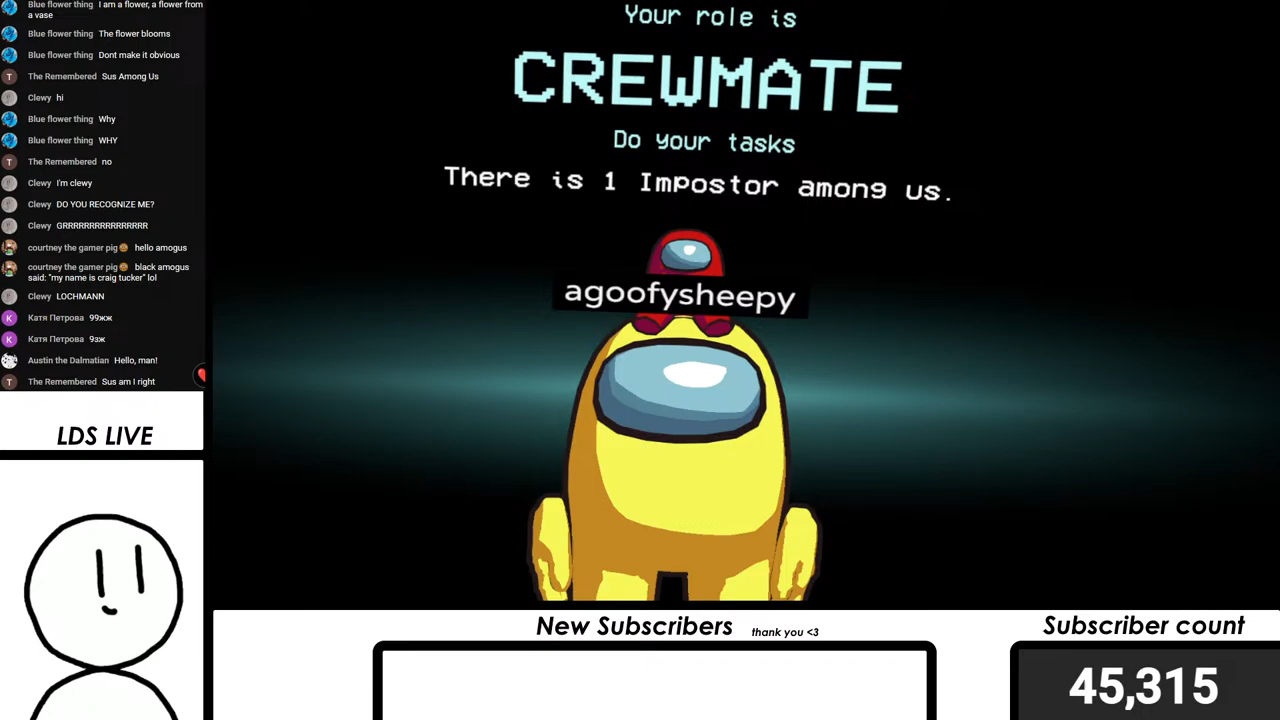 Blue flower thing I am a flower, a flower from
a vase
Blue flower thing The flower blooms
Blue flower thing Dont make it obvious
T The Remembered Sus Among Us
Clewy hi
Blue flower thing Why
Blue flower thing WHY
T The Remembered no
Clewy I'm clewy
Clewy DO YOU RECOGNIZE ME?
Clewy GRRRRRRRRRRRRRRRR
courtney the gamer pig🍪 hello amogus
courtney the gamer pig🍪 black amogus
said: "my name is craig tucker" lol
Clewy LOCHMANN
K Катя Петрова 99жж
K Катя Петрова 9зж
Austin the Dalmatian Hello, man!
T The Remembered Sus am I right
LDS LIVE
Your role is
CREWMATE
Do your tasks
There is 1 Impostor among us.
agoofysheepy
New Subscribers thank you <3
Subscriber count
45,315